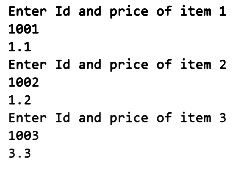 Enter Id and price of item 1
1001
1.1
Enter Id and price of item 2
1002
1.2
Enter Id and price of item 3
1003
3.3